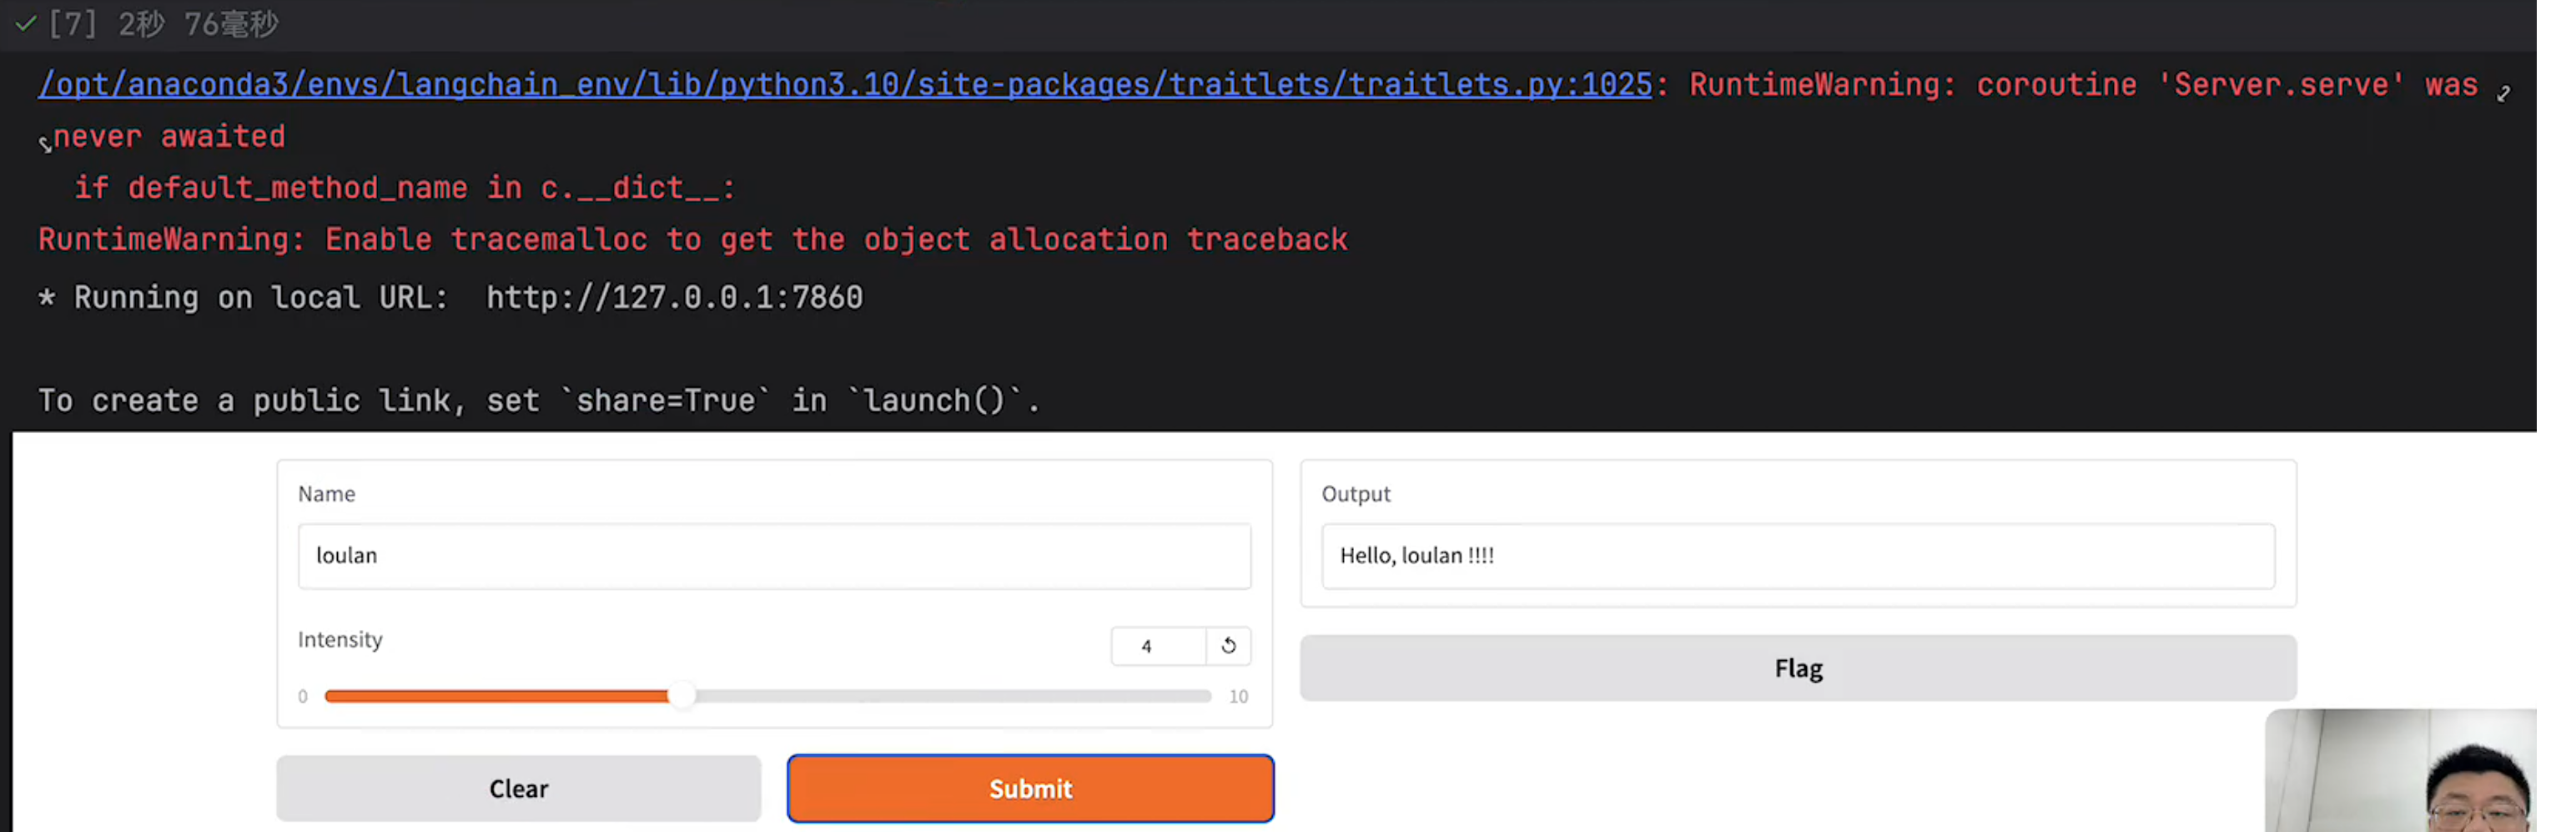 [7] 2秒 76毫秒
/opt/anaconda3/envs/langchain_env/lib/python3.10/site-packages/traitlets/traitlets.py:1025: RuntimeWarning: coroutine 'Server.serve' was
never awaited
  if default_method_name in c.__dict__:
RuntimeWarning: Enable tracemalloc to get the object allocation traceback
* Running on local URL:  http://127.0.0.1:7860
To create a public link, set `share=True` in `launch()`.
Name
loulan
Intensity
4
0
10
Clear
Submit
Output
Hello, loulan !!!!
Flag